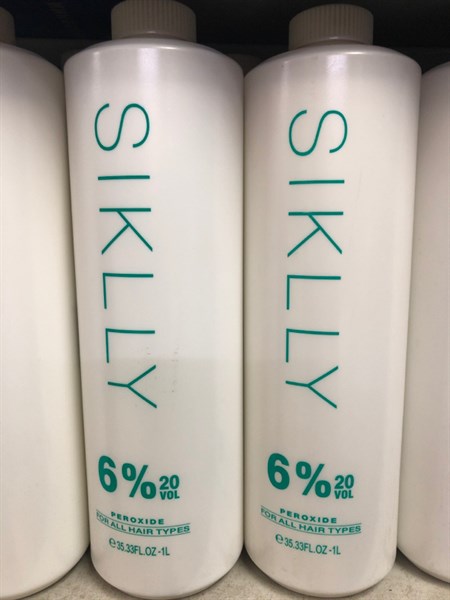 SIKLLY
6% 20
VOL
PEROXIDE
FOR ALL HAIR TYPES
℮35.33FL.OZ-1L
SIKLLY
6% 20
VOL
PEROXIDE
FOR ALL HAIR TYPES
℮35.33FL.OZ-1L